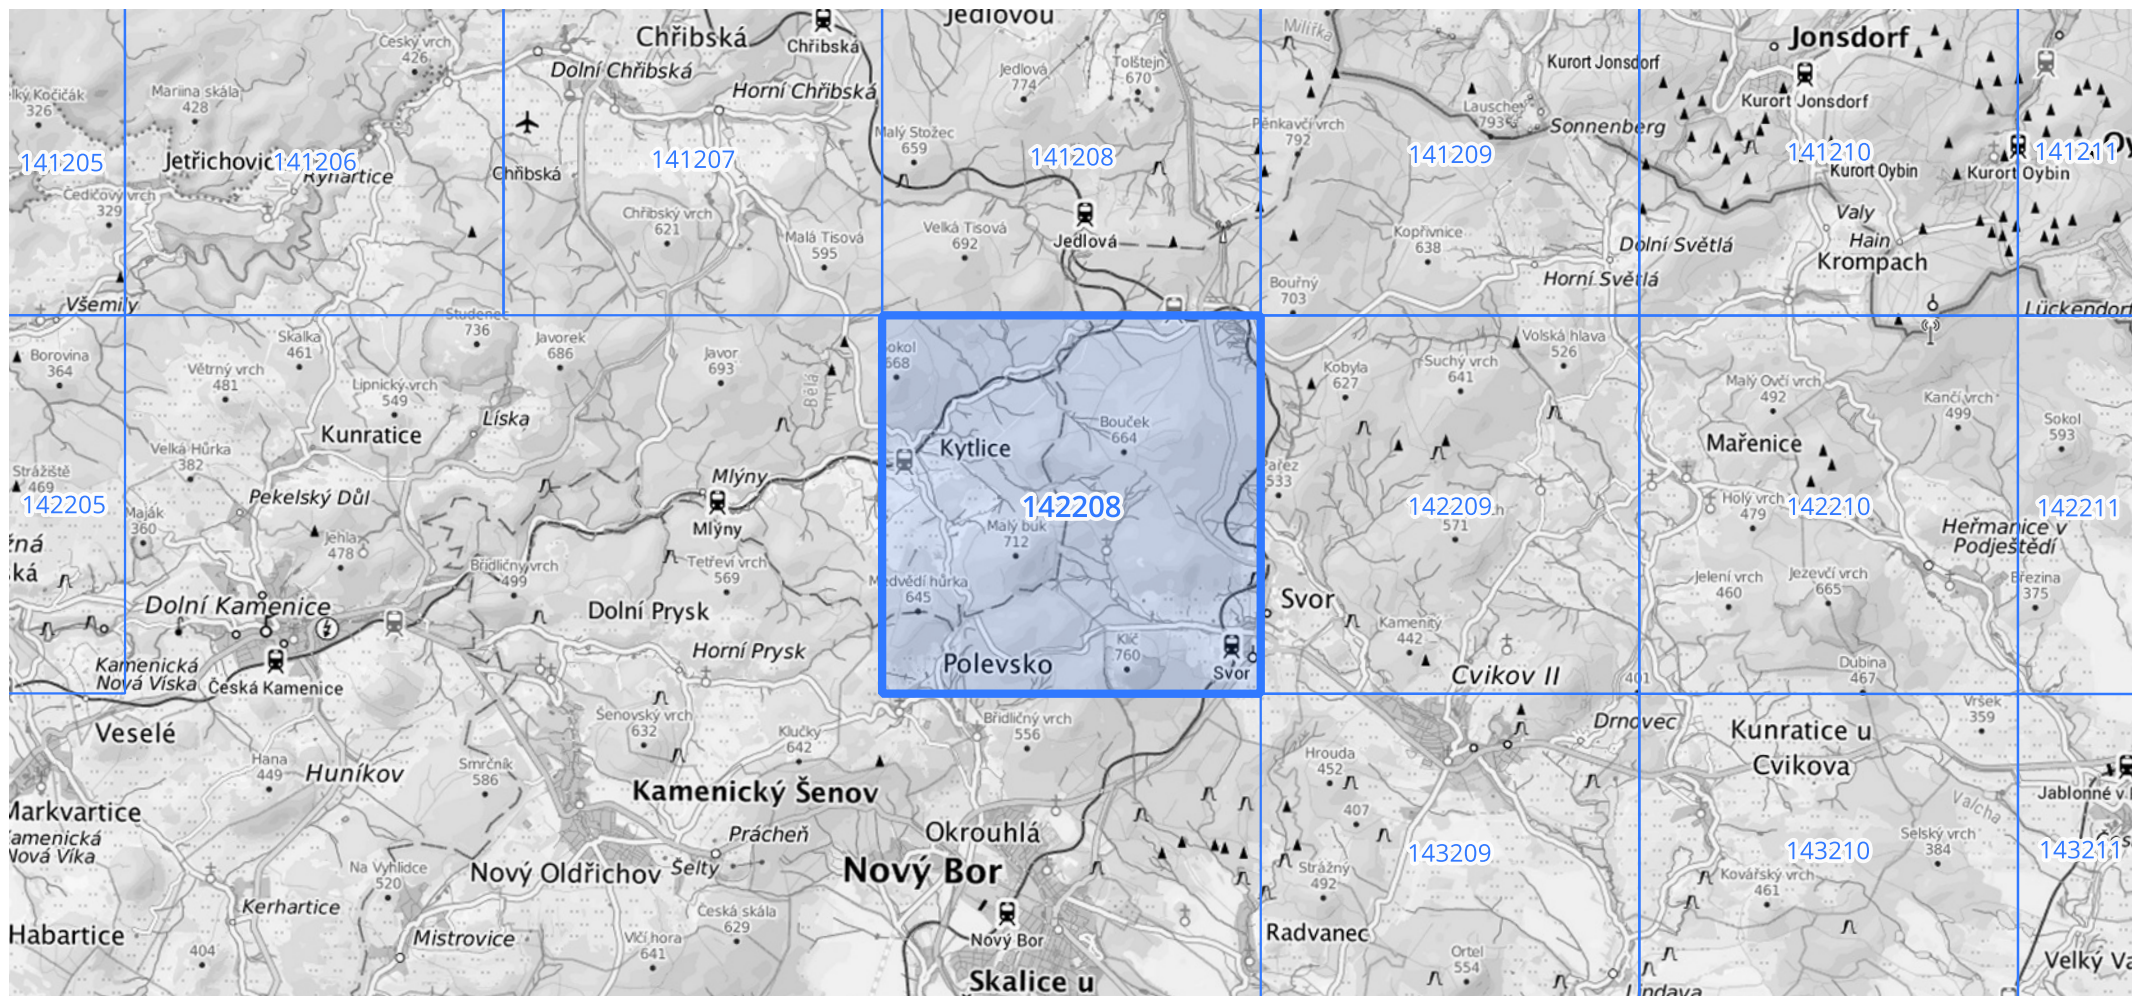 Český vrch
426
Chřibská
Chřibská
Jedlovou
Milířka
Jonsdorf
Kurort Jonsdorf
Mariina skála
428
326
Dolní Chřibská
Horní Chřibská
Jedlová
774
Tolštejn
670
Lausche
793
Kurort Jonsdorf
Sonnenberg
Malý Stožec
659
Pěnkavčí vrch
792
141205
141206
Rynartice
Chřibská
141207
141208
141209
141210
Kurort Oybin
141211
Kurort Oybin
Čedičový vrch
329
Chřibský vrch
621
Malá Tisová
595
Velká Tisová
692
Jedlová
Kopřivnice
638
Dolní Světlá
Horní Světlá
Valy
Hain
Krompach
Všemily
Bouřný
703
Lückendorf
Studenec
736
Skalka
461
Javorek
686
Javor
693
Borovina
364
Větrný vrch
481
Lipnický vrch
549
Líska
Kunratice
Bělá
668
Kytlice
Bouček
664
Kobyla
627
Suchý vrch
641
Volská hlava
526
Malý Ovčí vrch
492
Kančí vrch
499
Sokol
593
Mařenice
Velká Hůrka
382
Strážiště
469
142205
Pekelský Důl
Maják
360
Jehla
478
Mlýny
Mlýny
142208
Malý buk
712
533
142209
571
Holý vrch
479
142210
142211
Heřmanice v
Podještědí
Břidličný vrch
499
Tetřeví vrch
569
Medvědí hůrka
645
Jelení vrch
460
Jezevčí vrch
665
Březina
375
Dolní Kamenice
Dolní Prysk
Horní Prysk
Svor
Kamenitý
442
Kamenická
Nová Víska
Česká Kamenice
Polevsko
Klíč
760
Svor
Cvikov II
401
Dubina
467
Veselé
Šenovský vrch
632
Klučky
642
Břidličný vrch
556
Drnovec
Kunratice u
Cvikova
Vršek
359
Hana
449
Huníkov
Smrčník
586
Kamenický Šenov
Hrouda
452
407
Jablonné v
Markvartice
Kamenická
Nová Víka
Prácheň
Okrouhlá
Valcha
Selský vrch
384
143209
143210
143211
Na Vyhlídce
520
Nový Oldřichov
Šelty
Nový Bor
Strážný
492
Kovářský vrch
461
Kerhartice
Česká skála
629
Habartice
404
Mistrovice
Vlčí hora
641
Nový Bor
Radvanec
Ortel
554
Skalice u
Lindava